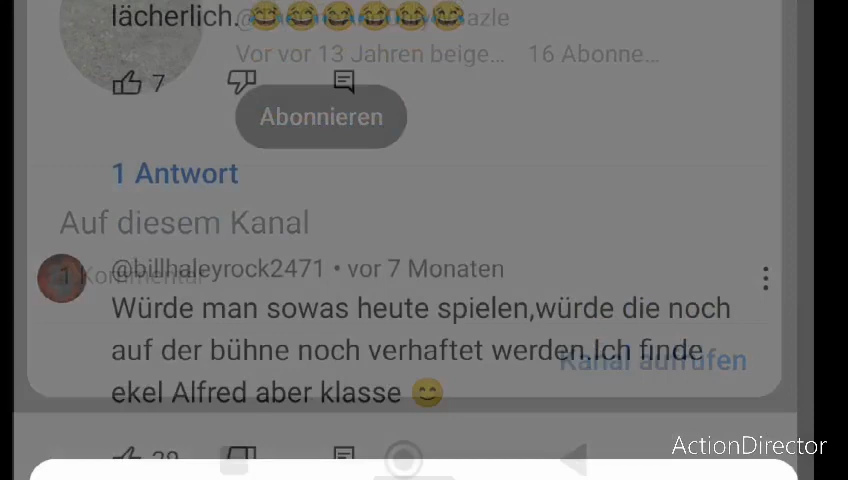 lächerlich. 😂😂😂😂😂😂
Vor vor 13 Jahren beige... 16 Abonne...
7
Abonnieren
1 Antwort
Auf diesem Kanal
@billhaleyrock2471 • vor 7 Monaten
1 Kommentar
Würde man sowas heute spielen,würde die noch
auf der bühne noch verhaftet werden.Ich finde
Kanal aufrufen
ekel Alfred aber klasse 😊
ActionDirector